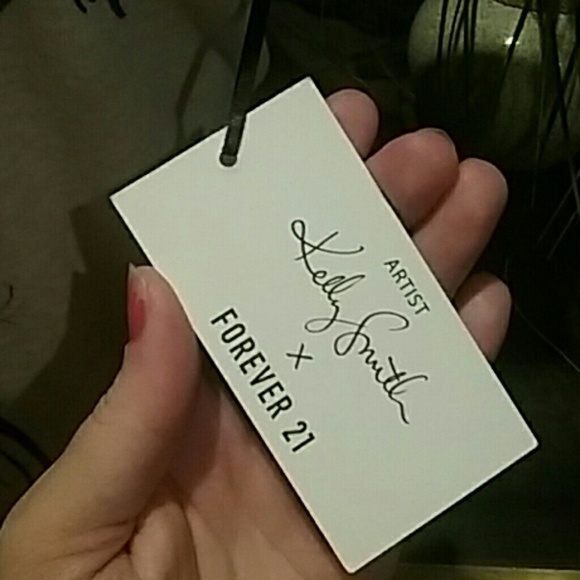 ARTIST
Kelly Smith
X
FOREVER 21